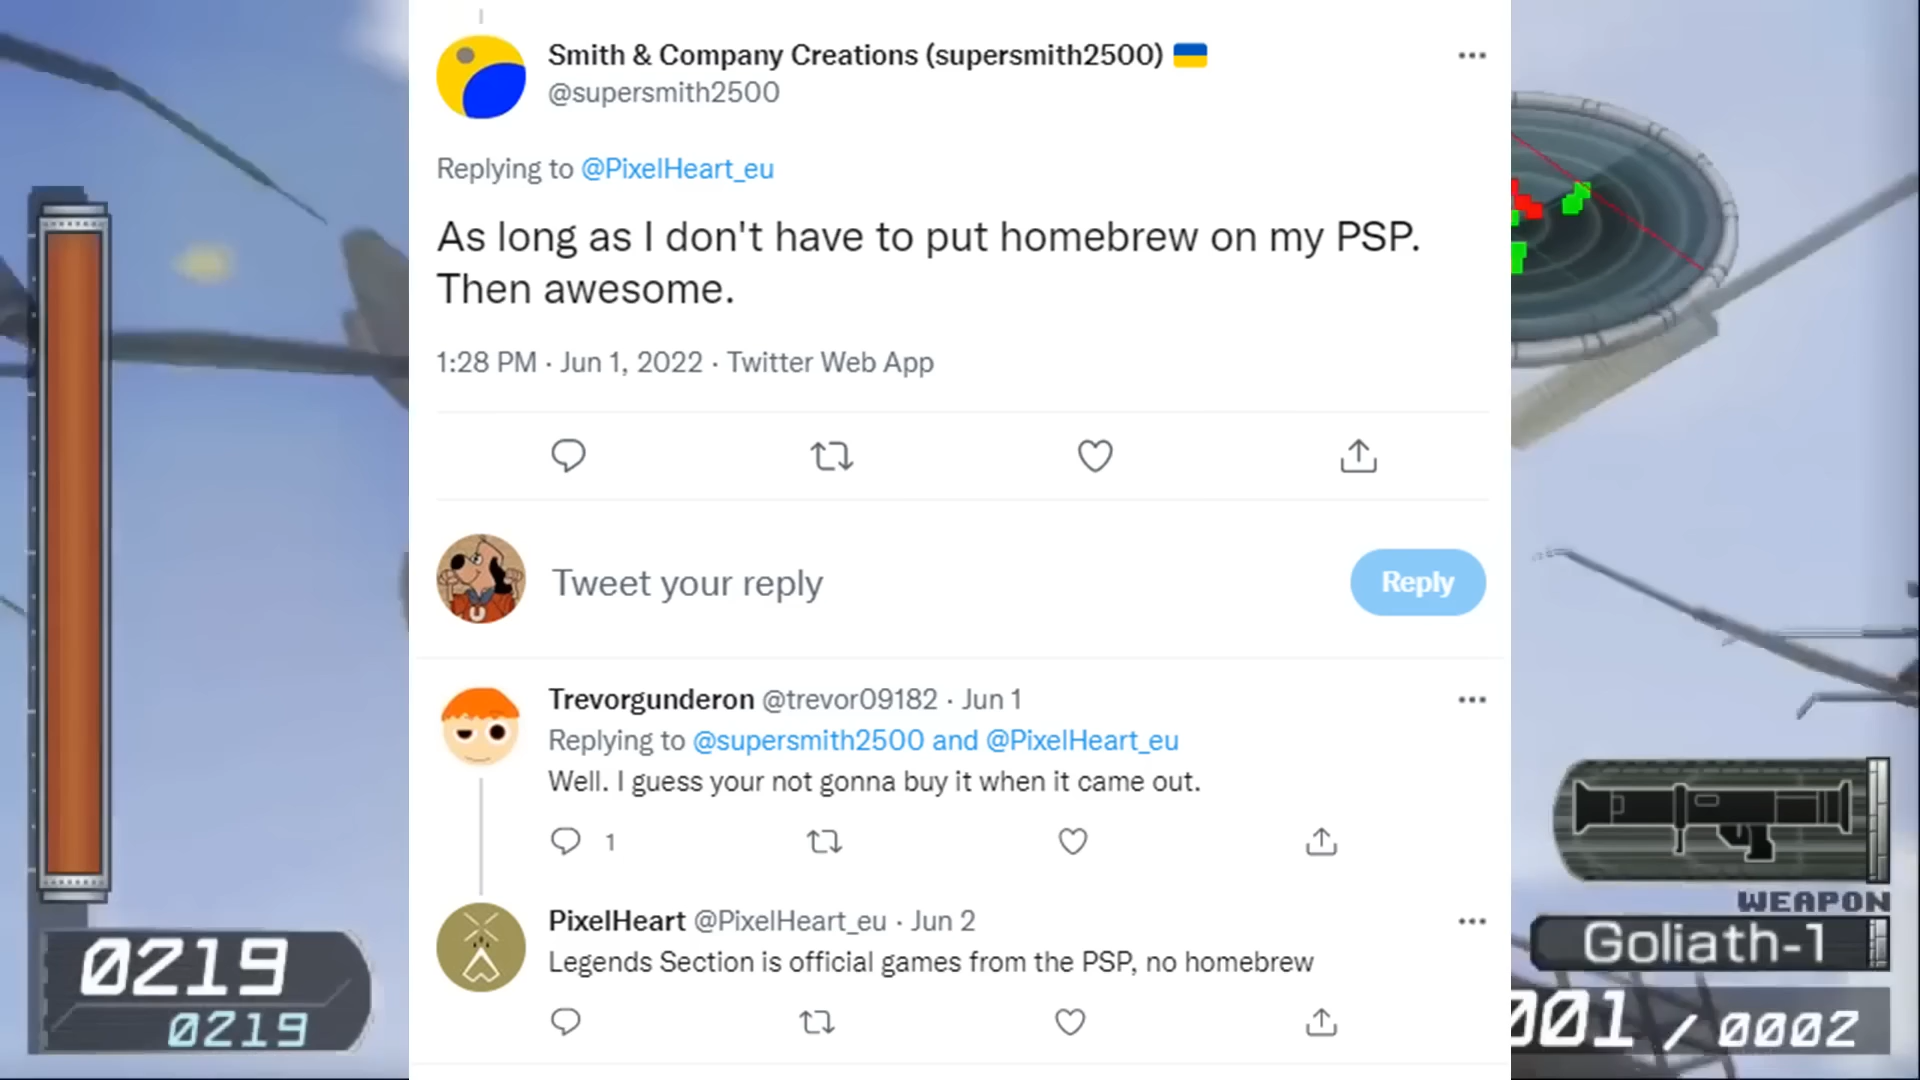 Smith & Company Creations (supersmith2500) 🇺🇦
@supersmith2500
Replying to @PixelHeart_eu
As long as I don't have to put homebrew on my PSP.
Then awesome.
1:28 PM · Jun 1, 2022 · Twitter Web App
Tweet your reply
Reply
Trevorgunderon @trevor09182 · Jun 1
Replying to @supersmith2500 and @PixelHeart_eu
Well. I guess your not gonna buy it when it came out.
1
PixelHeart @PixelHeart_eu · Jun 2
Legends Section is official games from the PSP, no homebrew
0219
0219
WEAPON
Goliath-1
001 / 0002